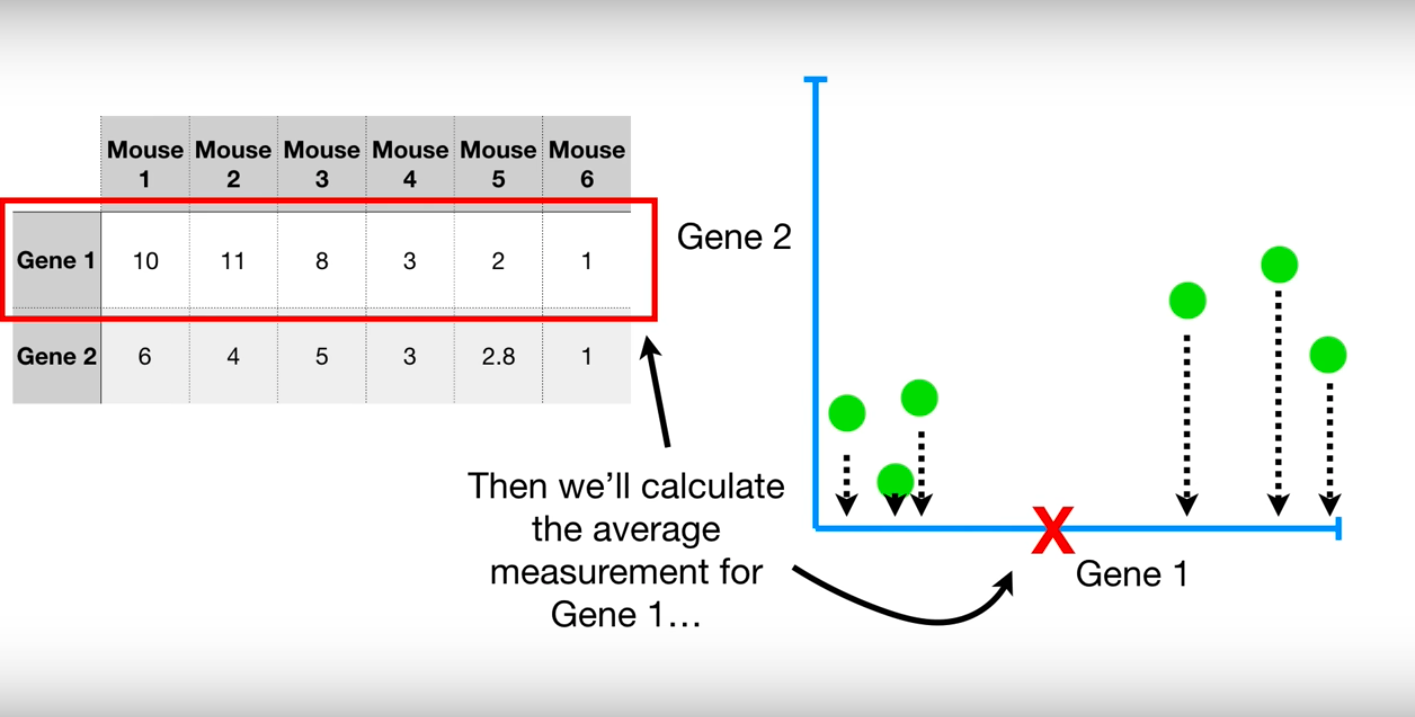 Mouse 1 Mouse 2 Mouse 3 Mouse 4 Mouse 5 Mouse 6
Gene 1 10 11 8 3 2 1
Gene 2 6 4 5 3 2.8 1
Gene 2
Then we’ll calculate
the average
measurement for
Gene 1…
X
Gene 1